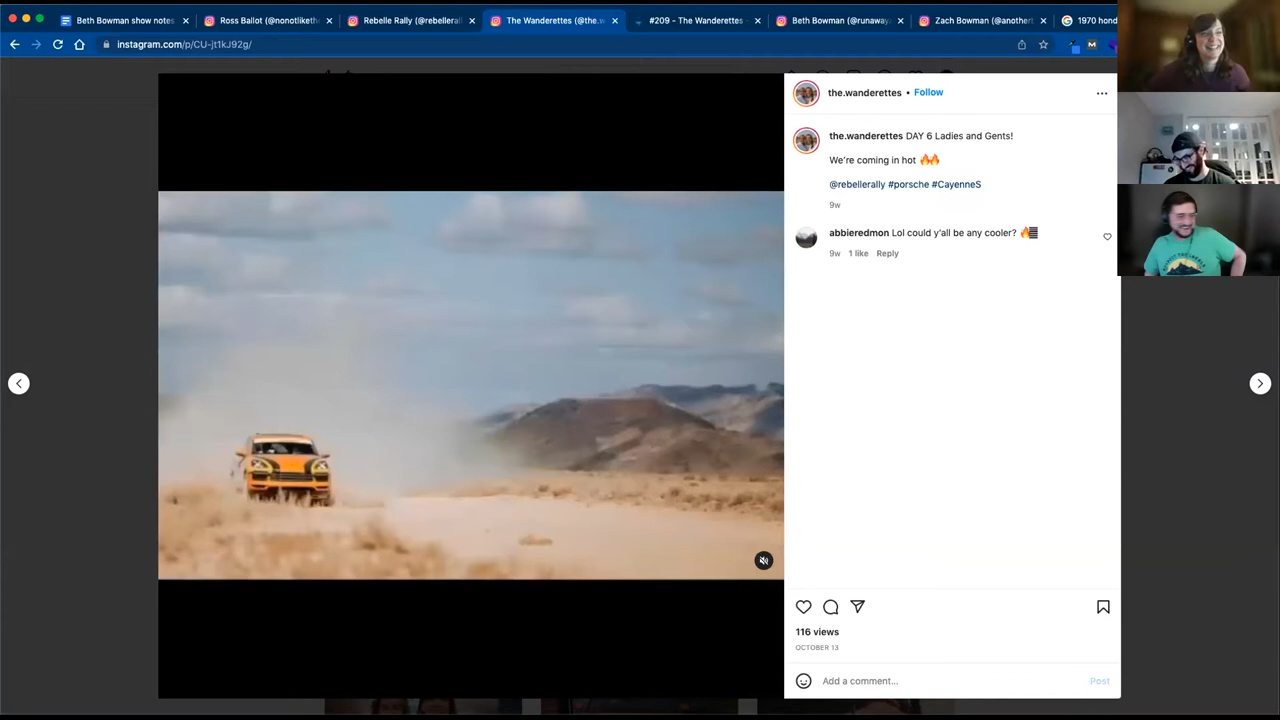 Beth Bowman show notes
Ross Ballot (@nonotlikethe
Rebelle Rally (@rebellerall
The Wanderettes (@the.w
#209 - The Wanderettes -
Beth Bowman (@runaway
Zach Bowman (@anotherl
1970 hond
instagram.com/p/CU-jt1kJ92g/
the.wanderettes • Follow
the.wanderettes DAY 6 Ladies and Gents!
We're coming in hot 🔥🔥
@rebellerally #porsche #CayenneS
9w
abbieredmon Lol could y'all be any cooler? 🔥
9w 1 like Reply
116 views
OCTOBER 13
Add a comment... Post